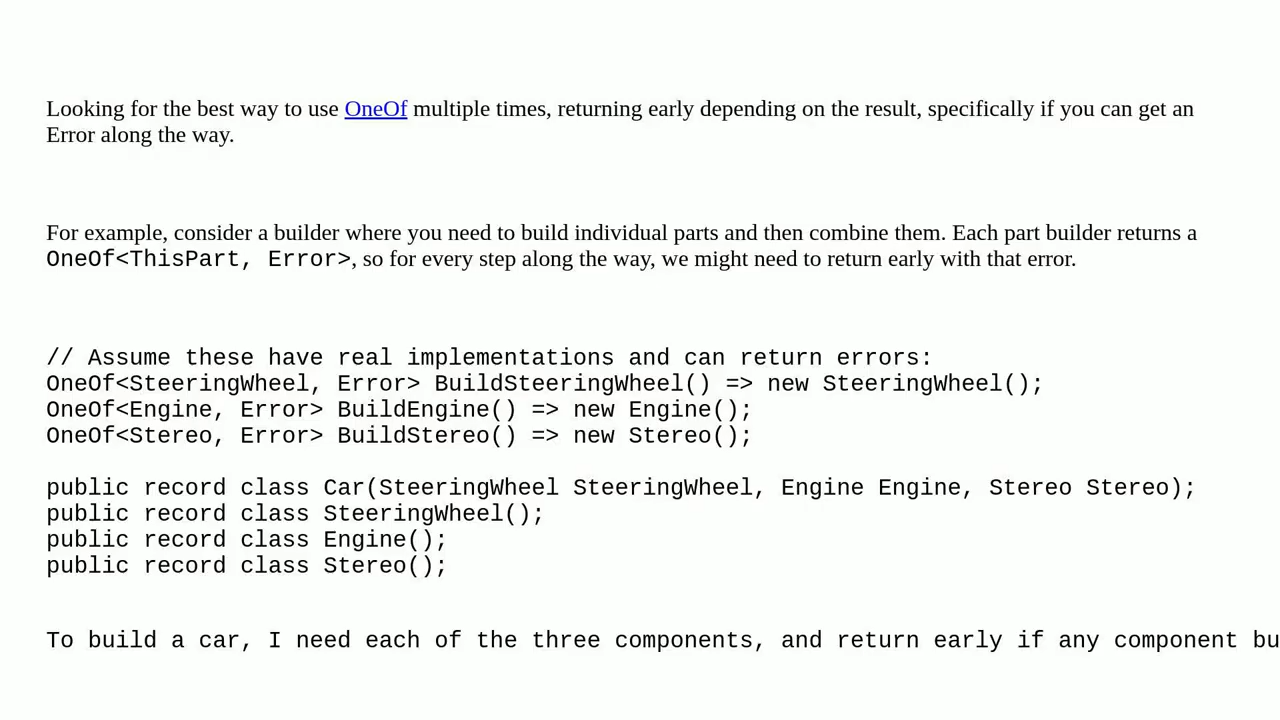 Looking for the best way to use OneOf multiple times, returning early depending on the result, specifically if you can get an
Error along the way.
For example, consider a builder where you need to build individual parts and then combine them. Each part builder returns a
OneOf<ThisPart, Error>, so for every step along the way, we might need to return early with that error.
// Assume these have real implementations and can return errors:
OneOf<SteeringWheel, Error> BuildSteeringWheel() => new SteeringWheel();
OneOf<Engine, Error> BuildEngine() => new Engine();
OneOf<Stereo, Error> BuildStereo() => new Stereo();
public record class Car(SteeringWheel SteeringWheel, Engine Engine, Stereo Stereo);
public record class SteeringWheel();
public record class Engine();
public record class Stereo();
To build a car, I need each of the three components, and return early if any component bu